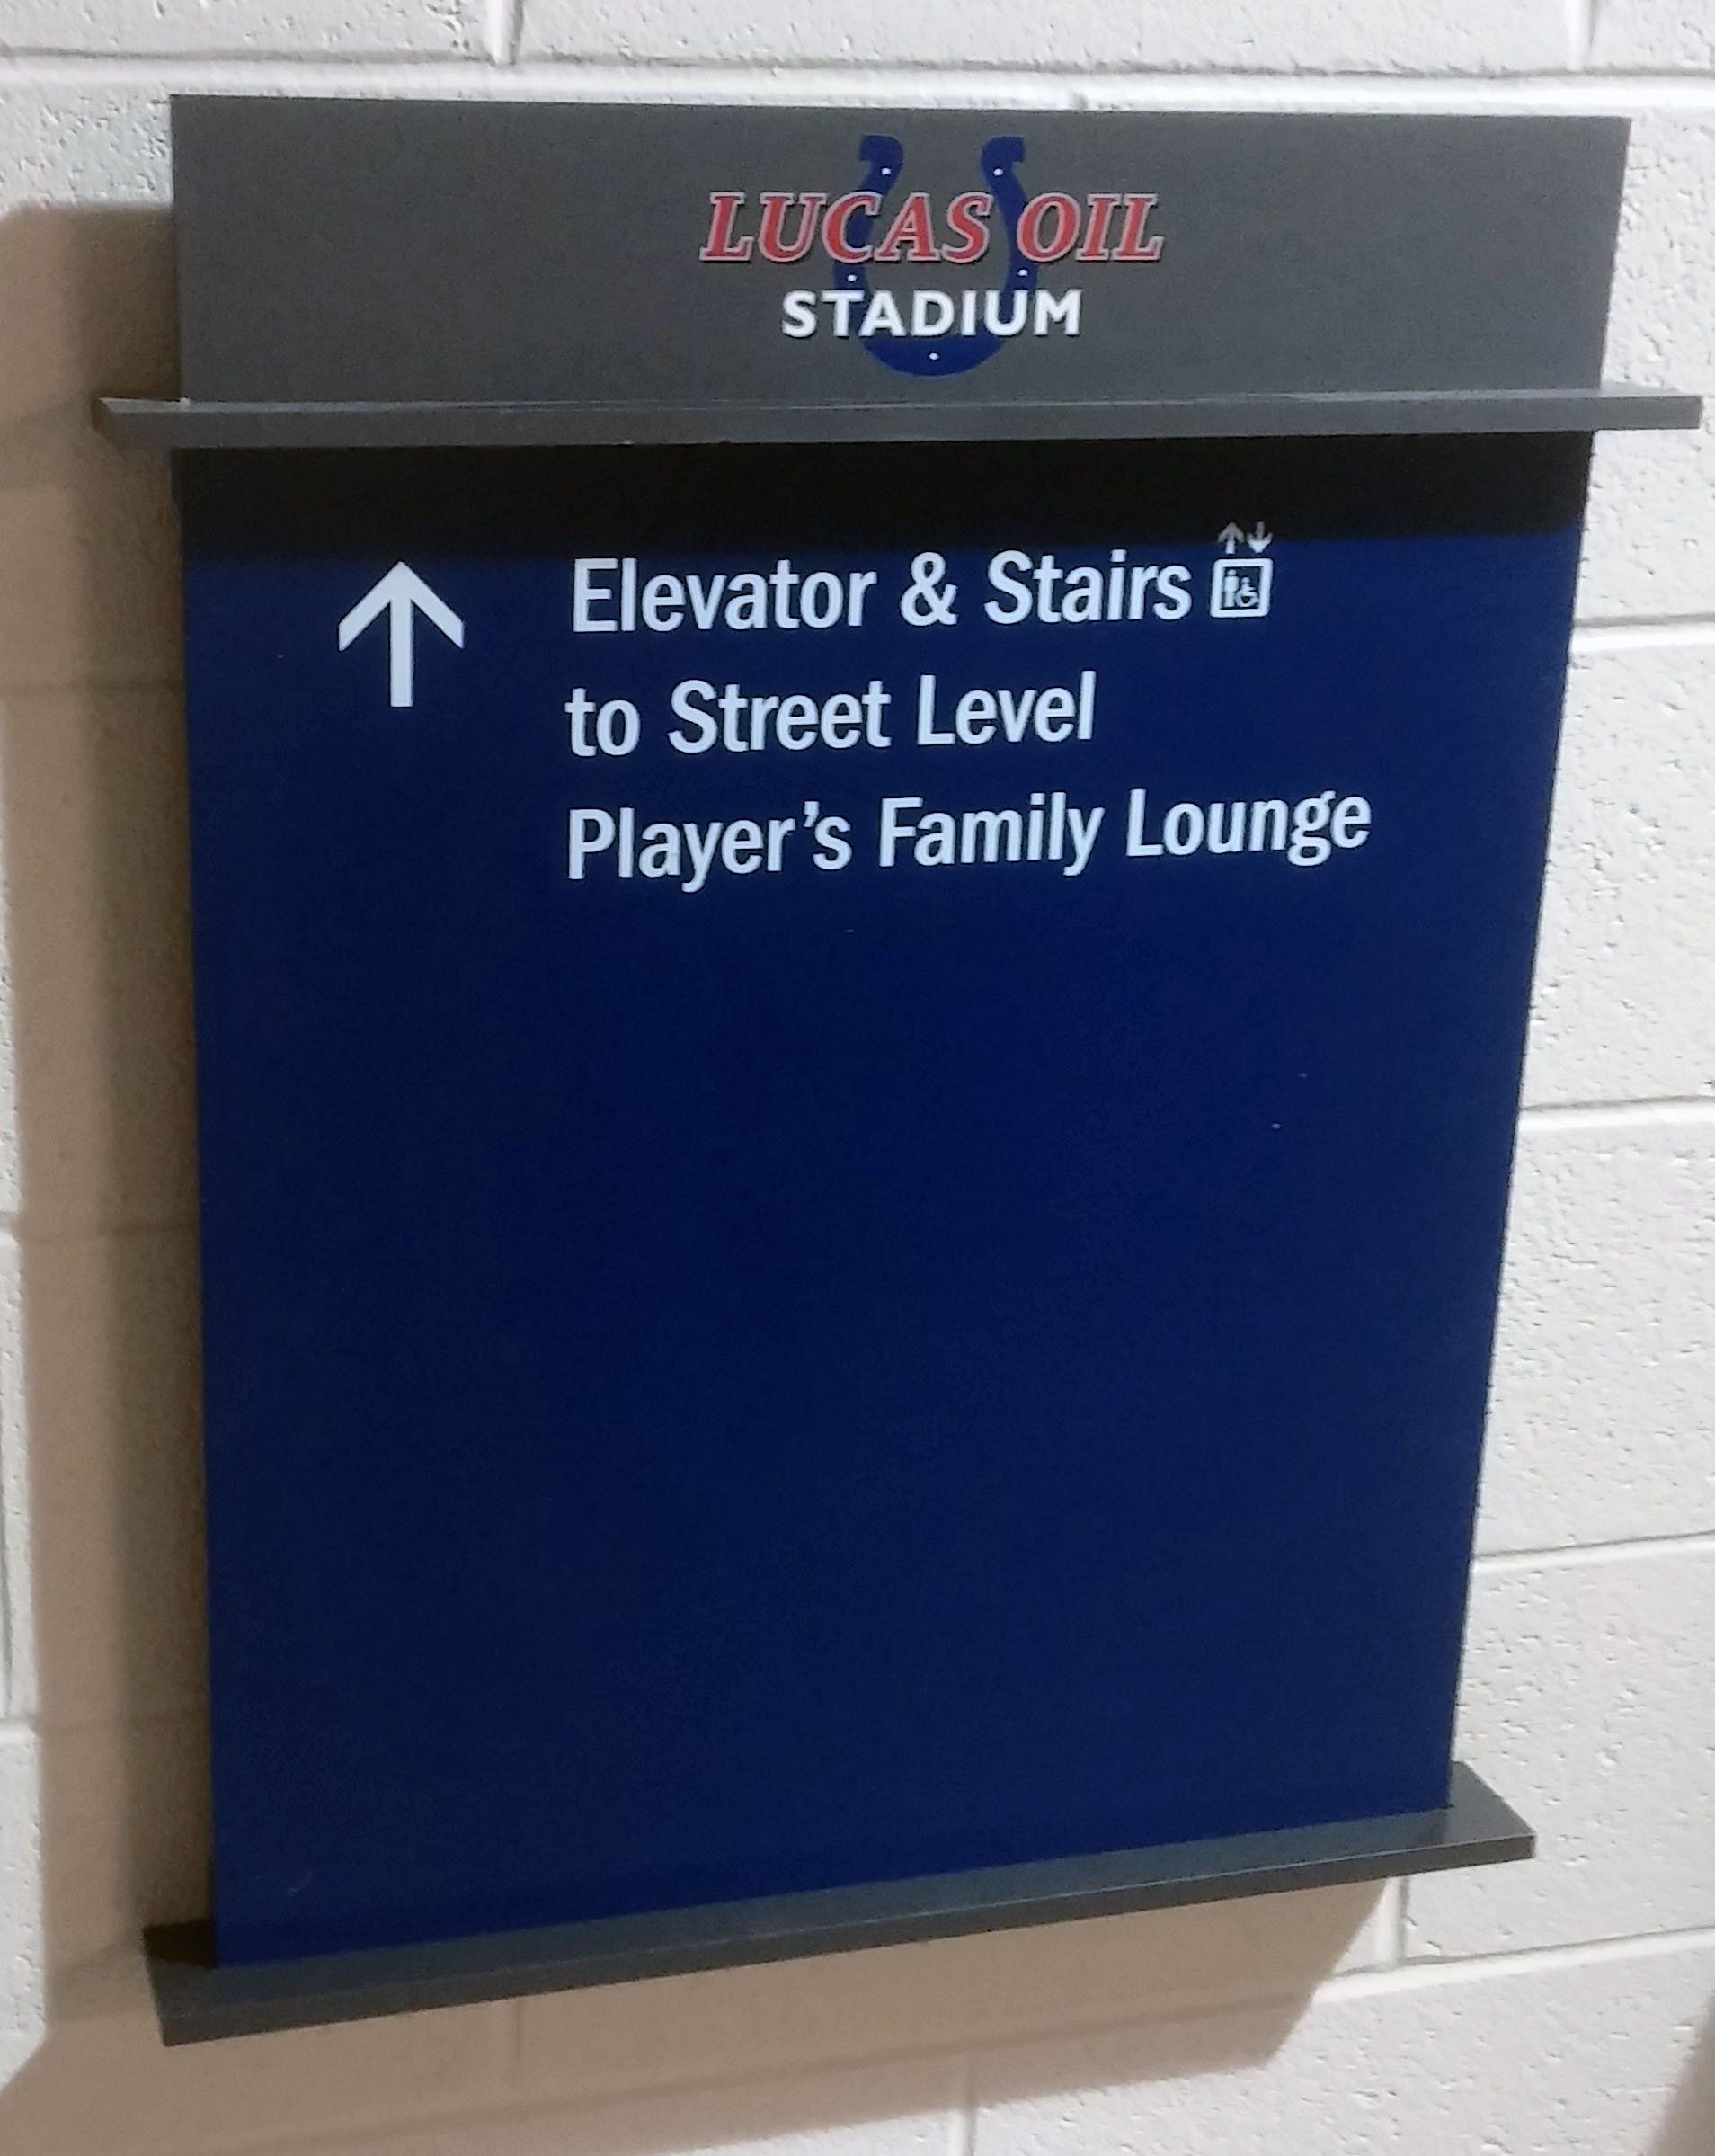 LUCAS OIL
STADIUM
Elevator & Stairs
to Street Level
Player's Family Lounge